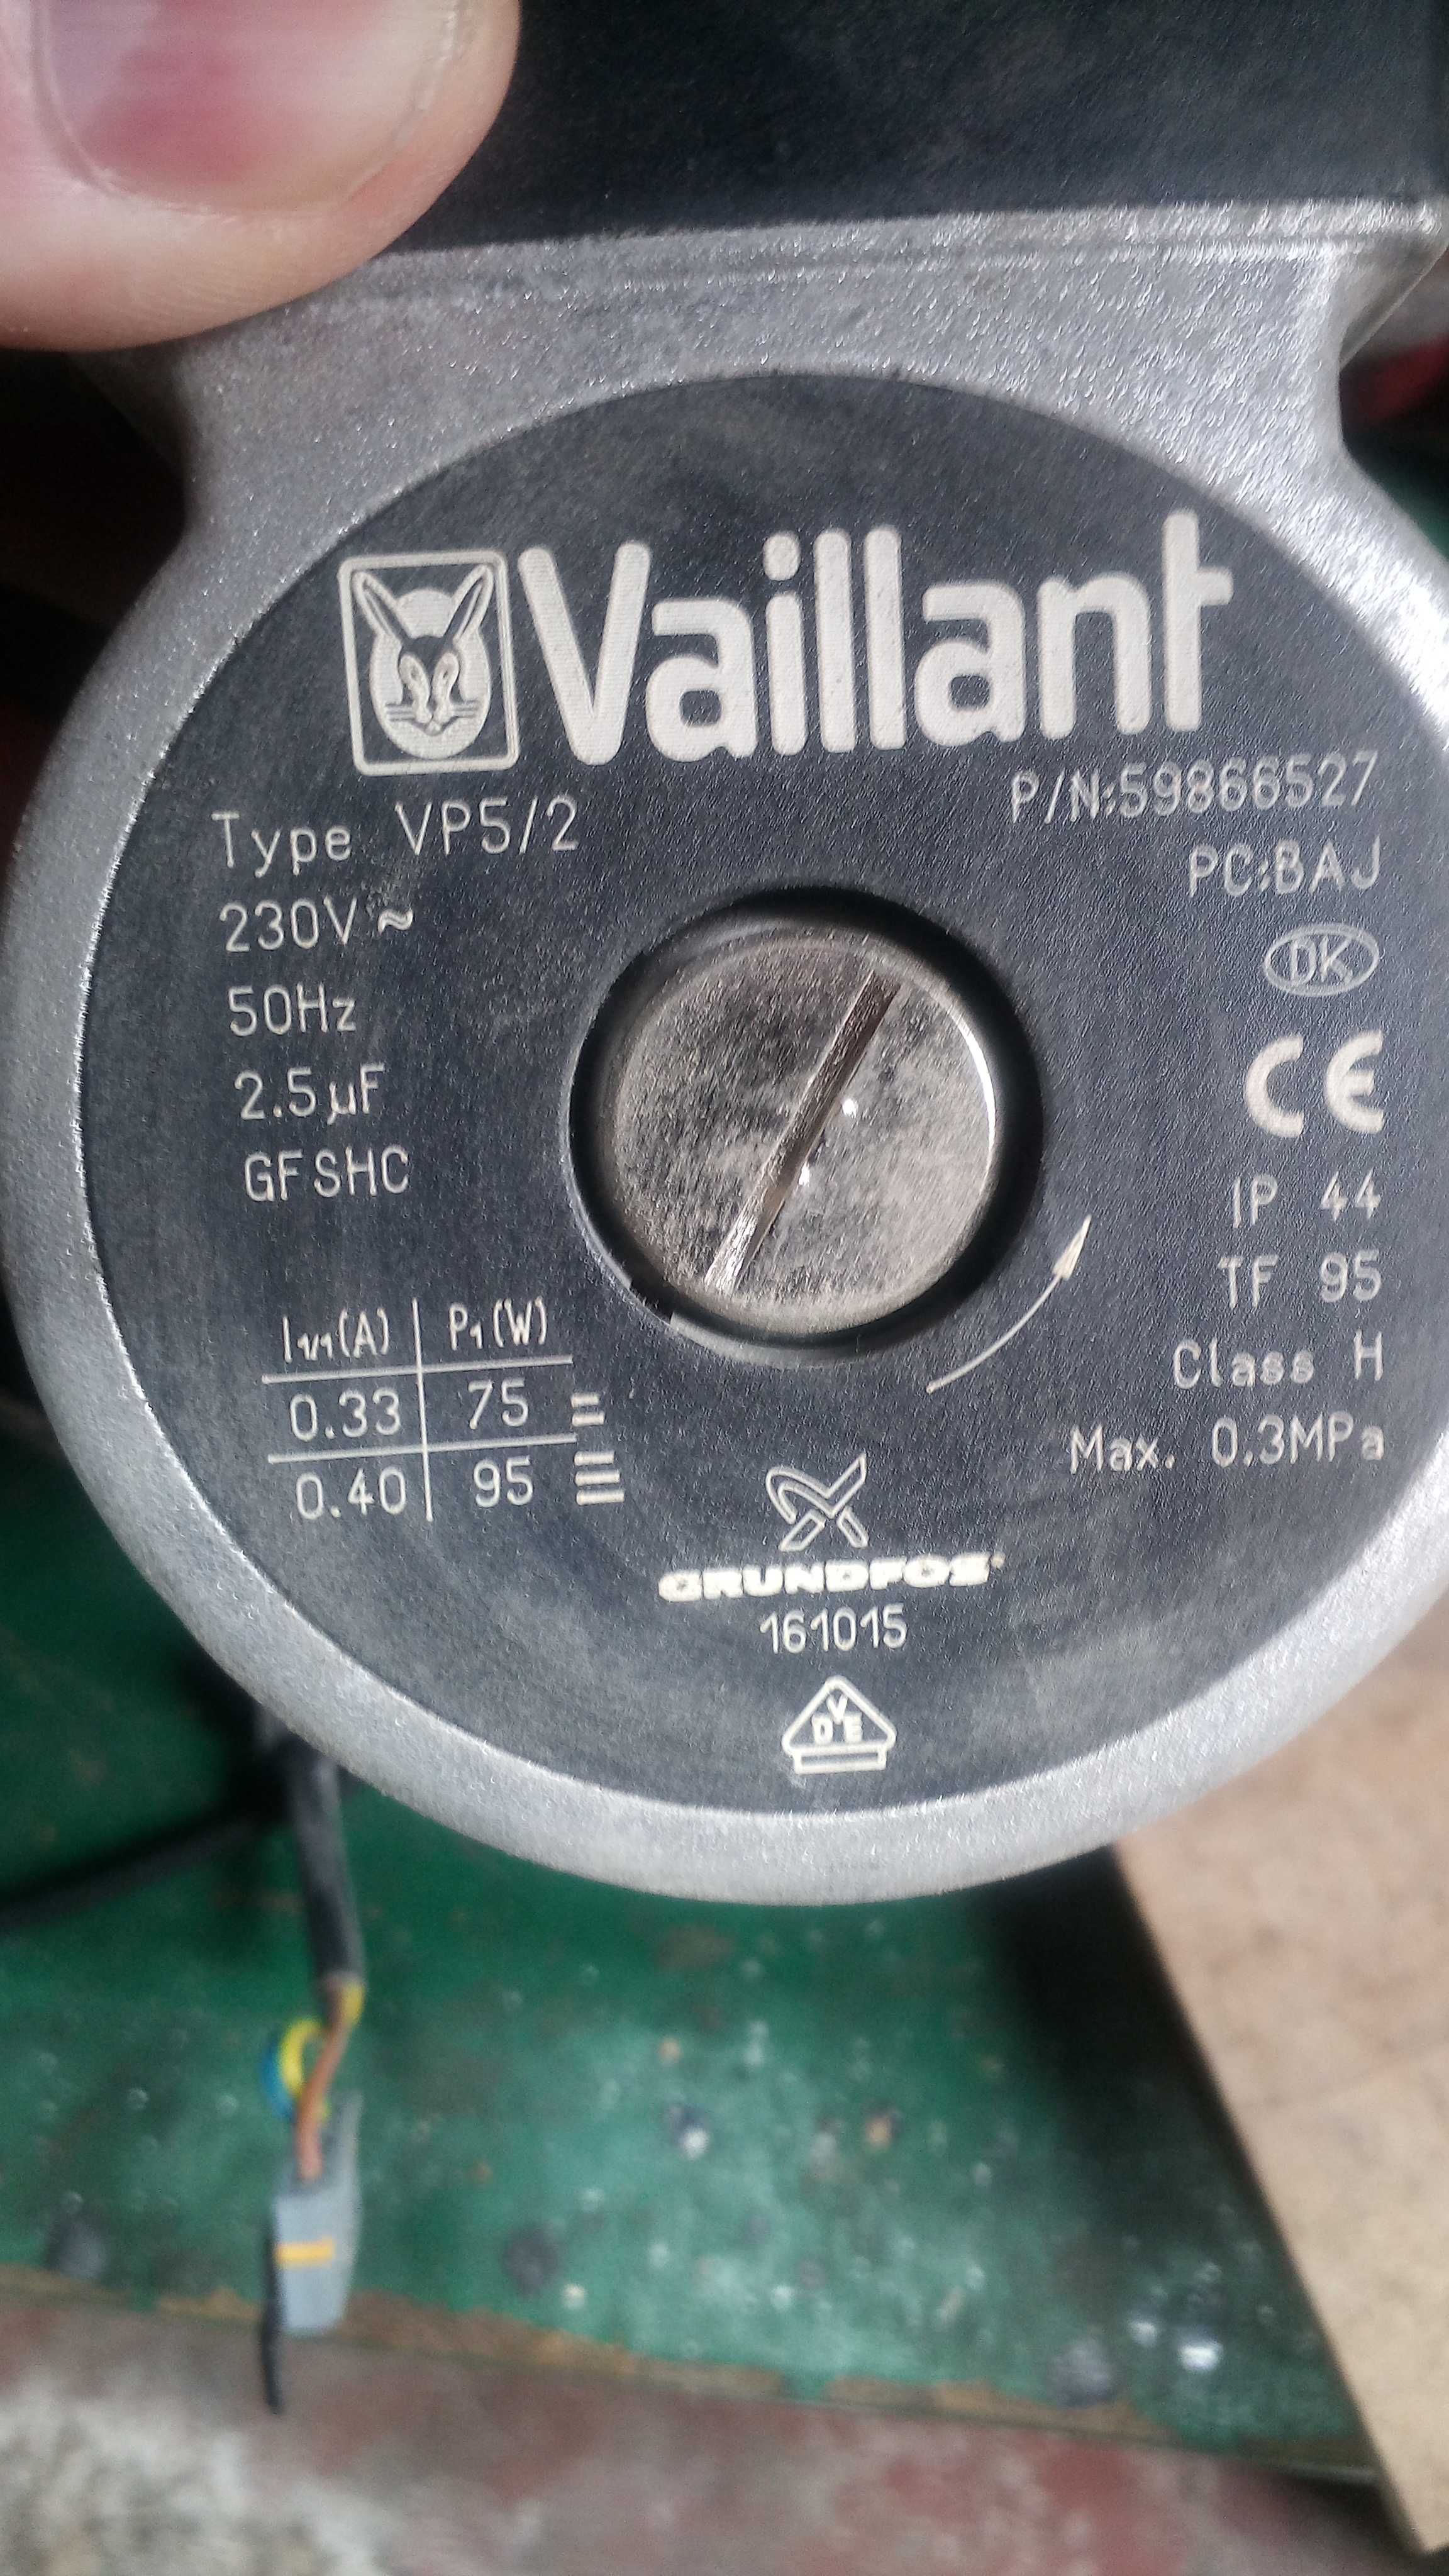 Vaillant
P/N:59866527
Type VP5/2
PC:BAJ
230V ~
DK
50Hz
CE
2.5µF
IP 44
GFSHC
TF 95
Class H
I1/1(A) P1(W)
0.33 75
0.40 95
Max. 0.3MPa
GRUNDFOS
161015
VDE